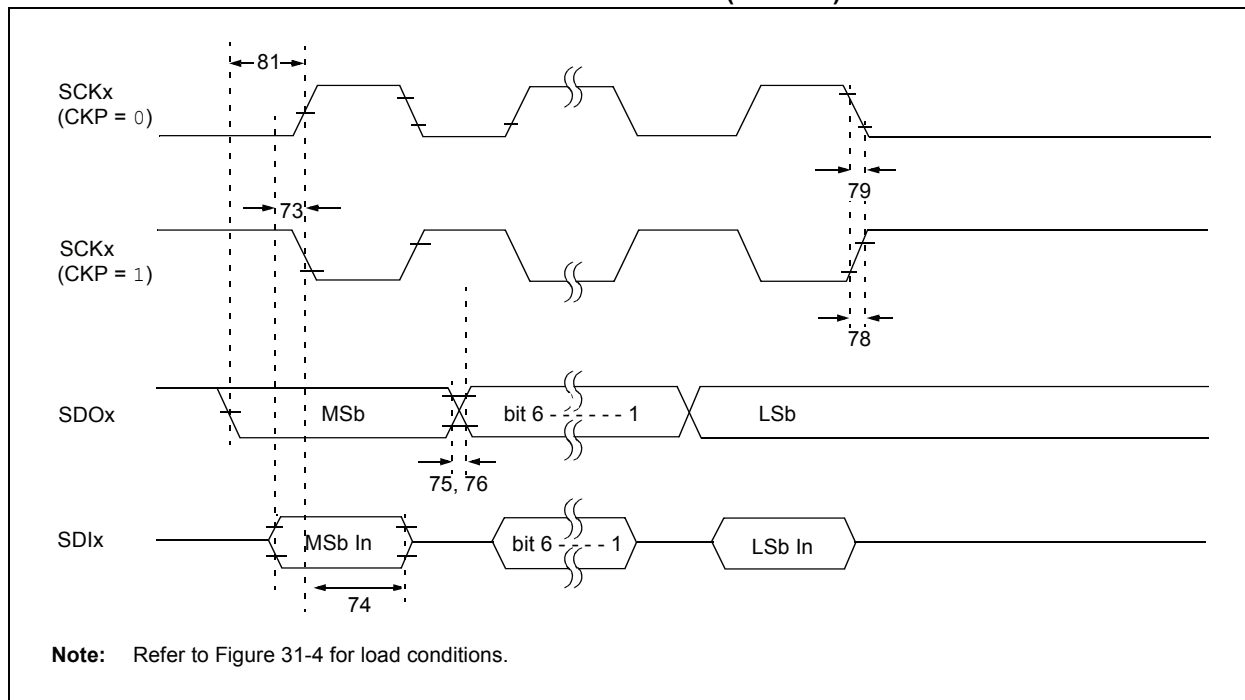 81
SCKx
(CKP = 0)
79
73
SCKx
(CKP = 1)
78
SDOx
MSb
bit 6 - - - - - - 1
LSb
75, 76
SDIx
MSb In
bit 6 - - - - 1
LSb In
74
Note: Refer to Figure 31-4 for load conditions.